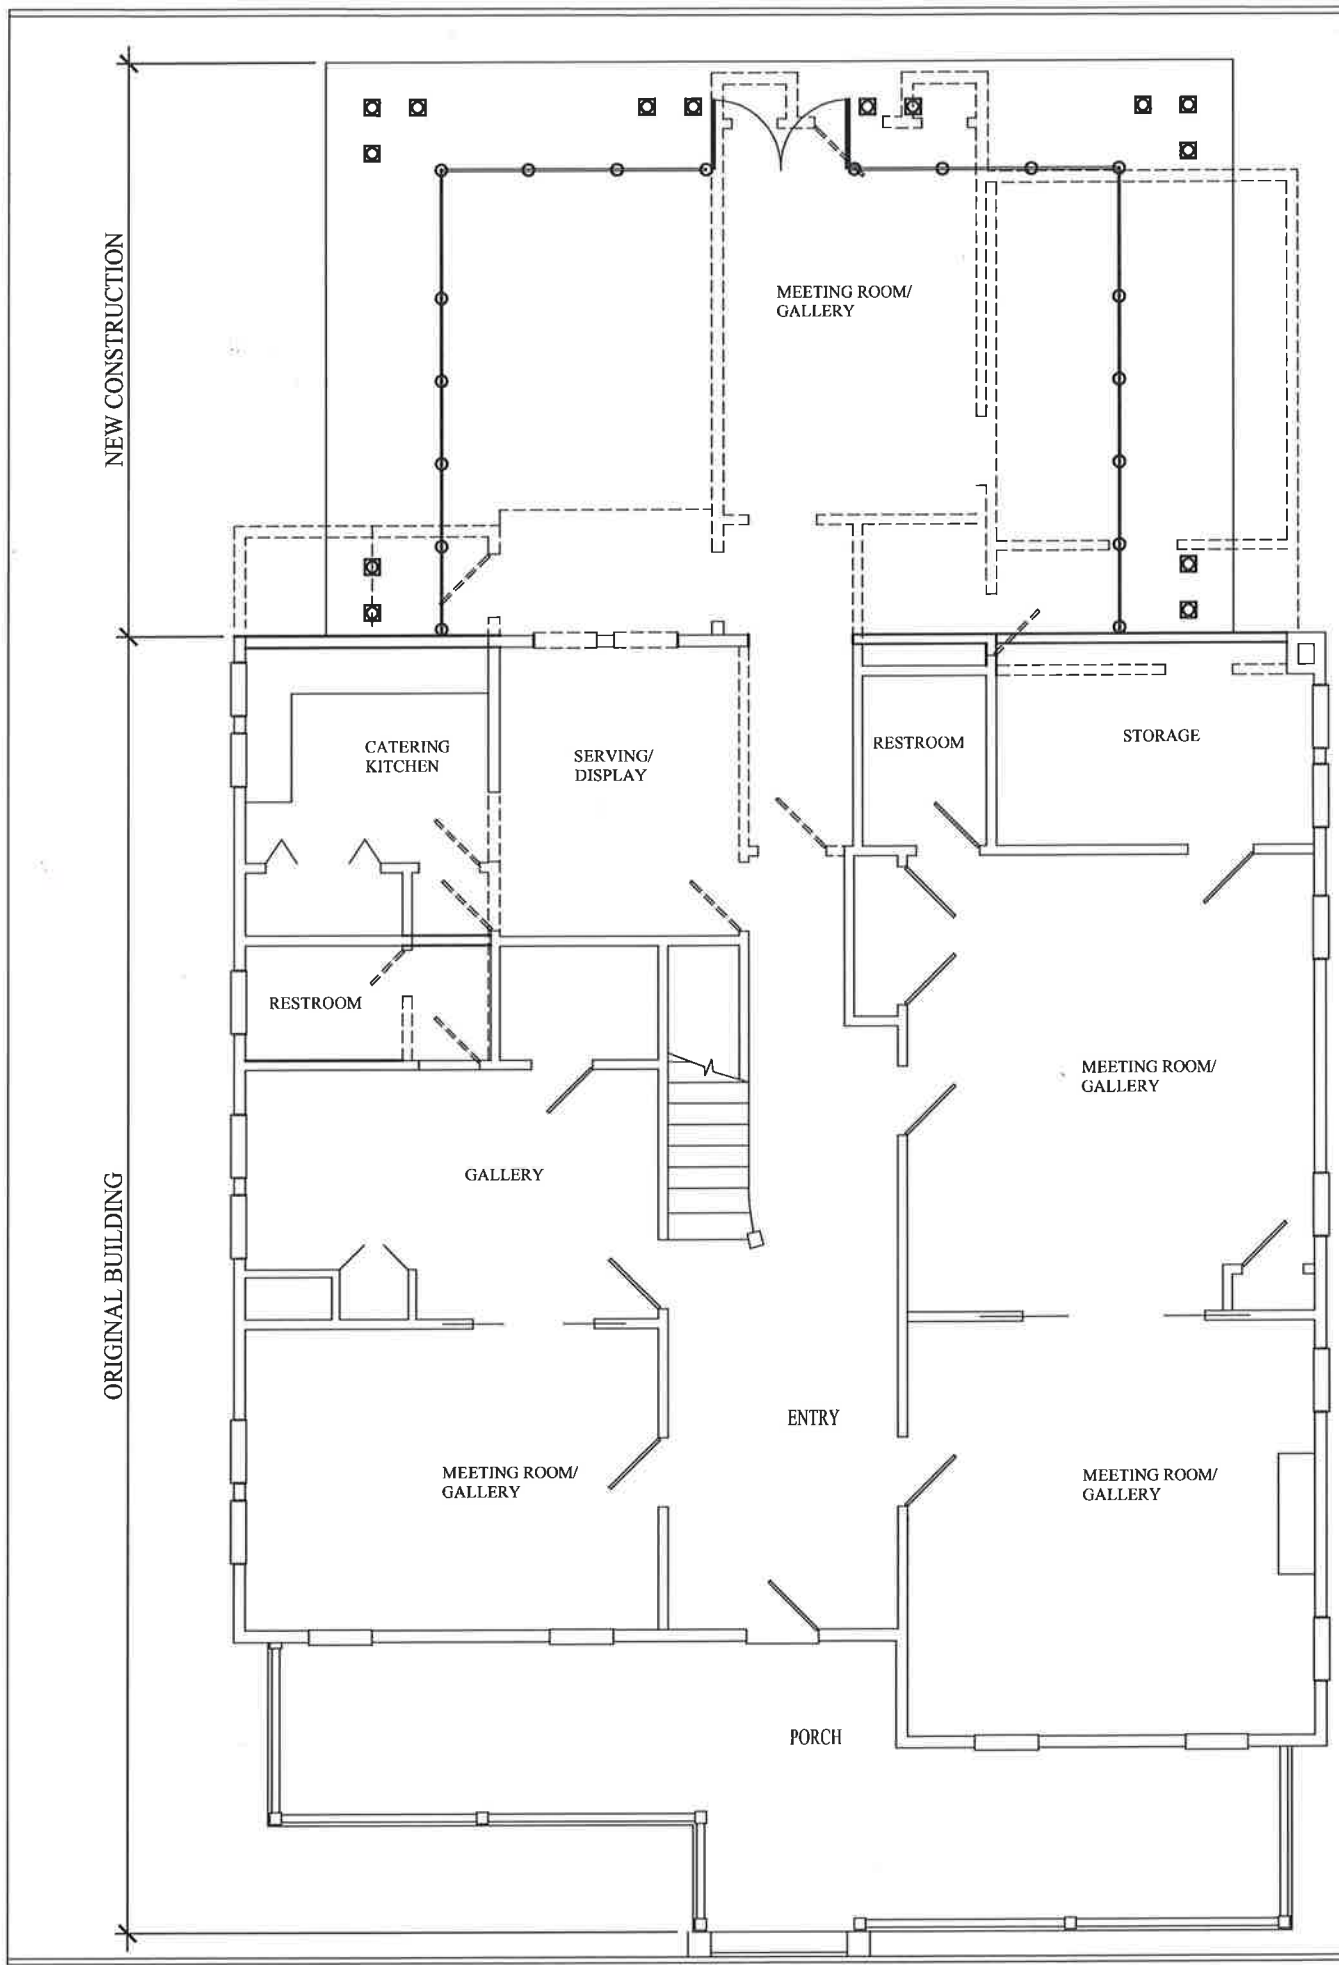 NEW CONSTRUCTION
MEETING ROOM/
GALLERY
CATERING
KITCHEN
SERVING/
DISPLAY
RESTROOM
STORAGE
RESTROOM
MEETING ROOM/
GALLERY
GALLERY
ORIGINAL BUILDING
ENTRY
MEETING ROOM/
GALLERY
MEETING ROOM/
GALLERY
PORCH